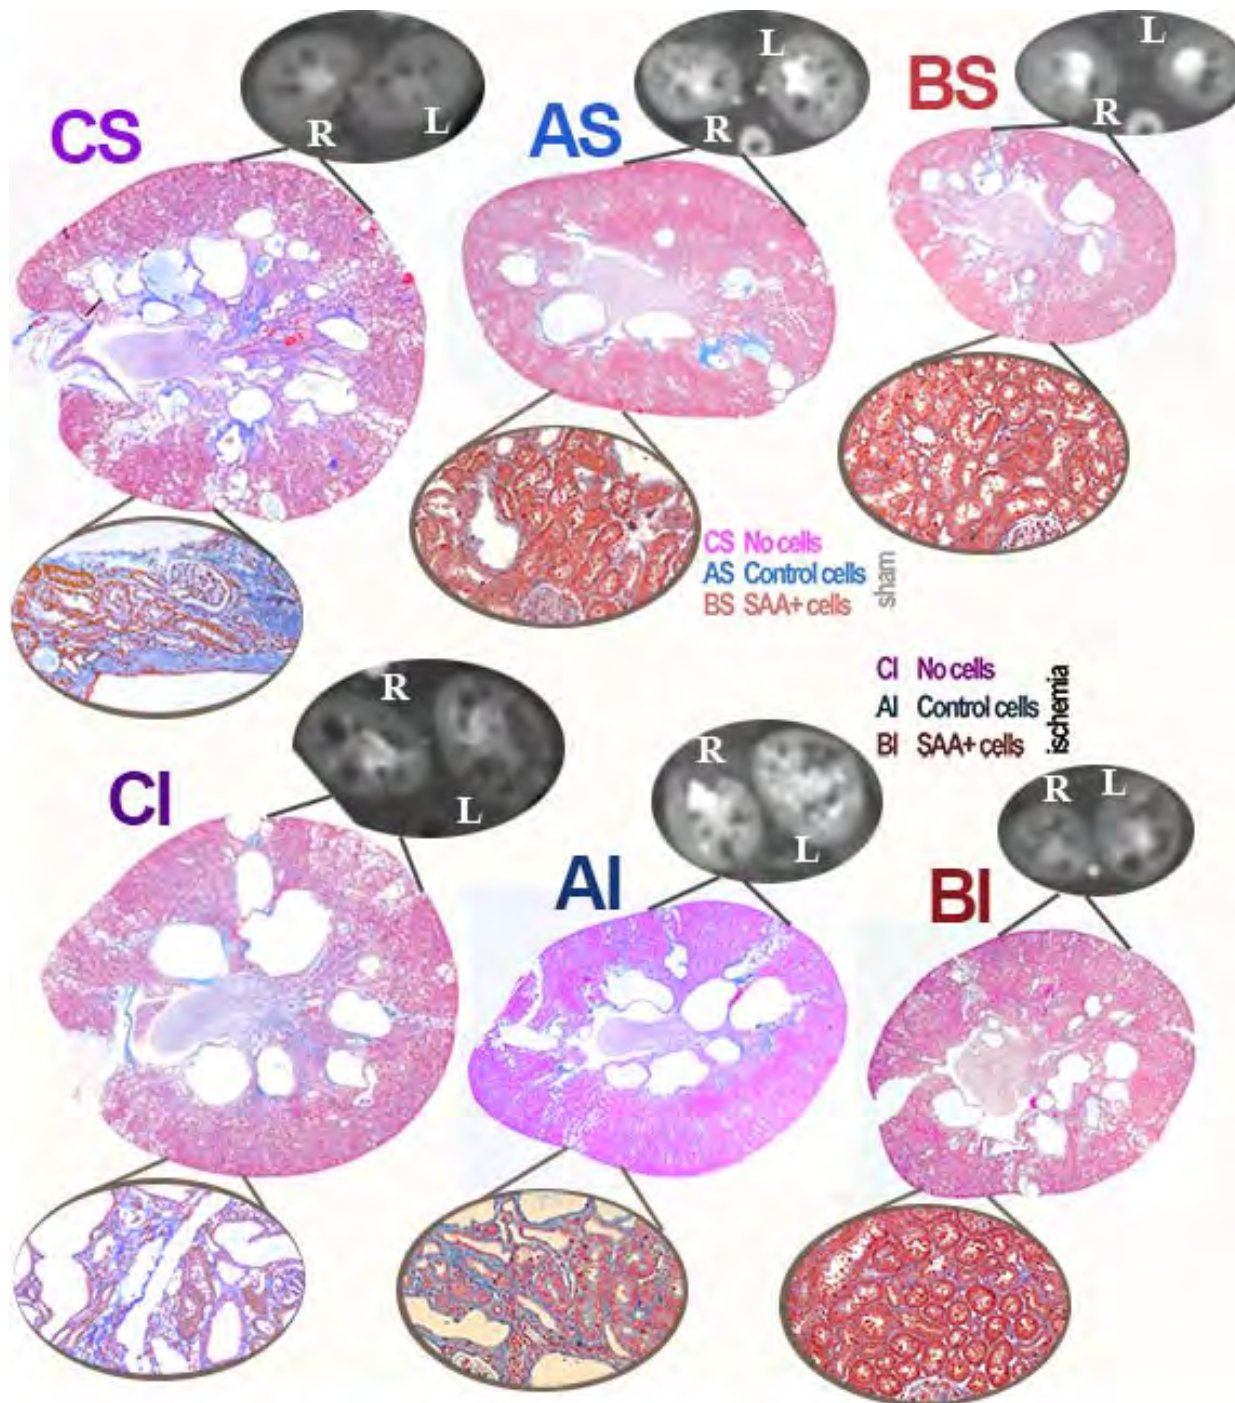 CS
R
L
AS
L
R
BS
L
R
CS No cells
AS Control cells
BS SAA+ cells
sham
CI No cells
AI Control cells
BI SAA+ cells
ischemia
CI
R
L
AI
R
L
BI
R
L